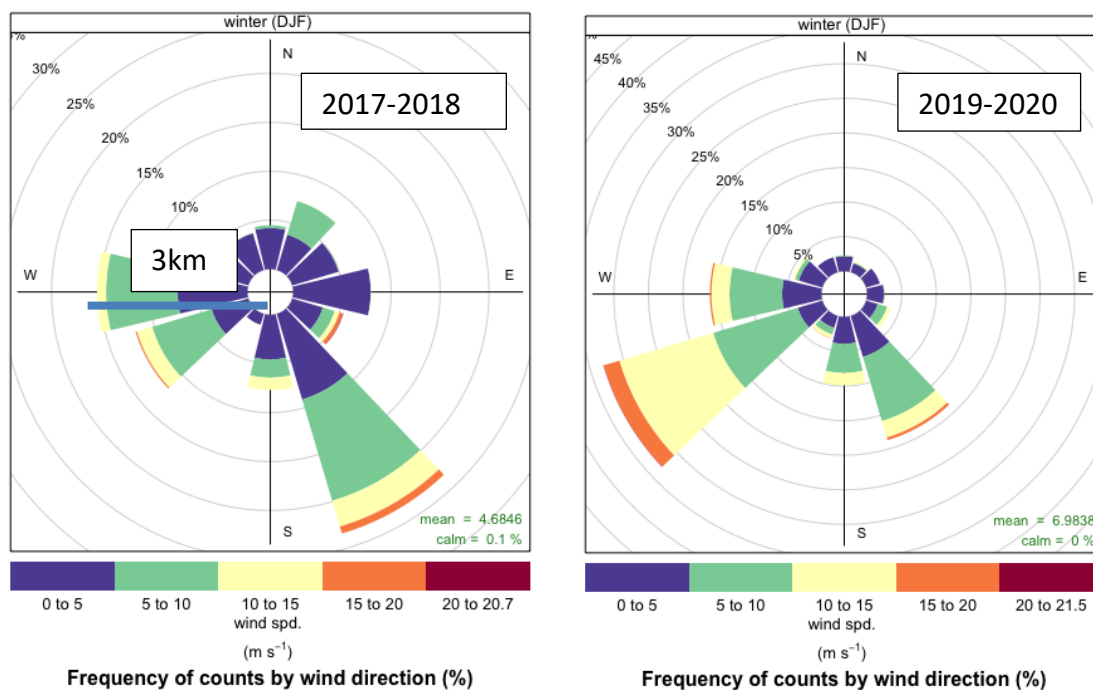 winter (DJF)
30%
25%
20%
15%
10%
N
2017-2018
3km
W
E
S
mean = 4.6846
calm = 0.1 %
0 to 5
5 to 10
10 to 15
15 to 20
20 to 20.7
wind spd.
(m s⁻¹)
Frequency of counts by wind direction (%)
winter (DJF)
45%
40%
35%
30%
25%
20%
15%
10%
5%
N
2019-2020
W
E
S
mean = 6.9838
calm = 0 %
0 to 5
5 to 10
10 to 15
15 to 20
20 to 21.5
wind spd.
(m s⁻¹)
Frequency of counts by wind direction (%)